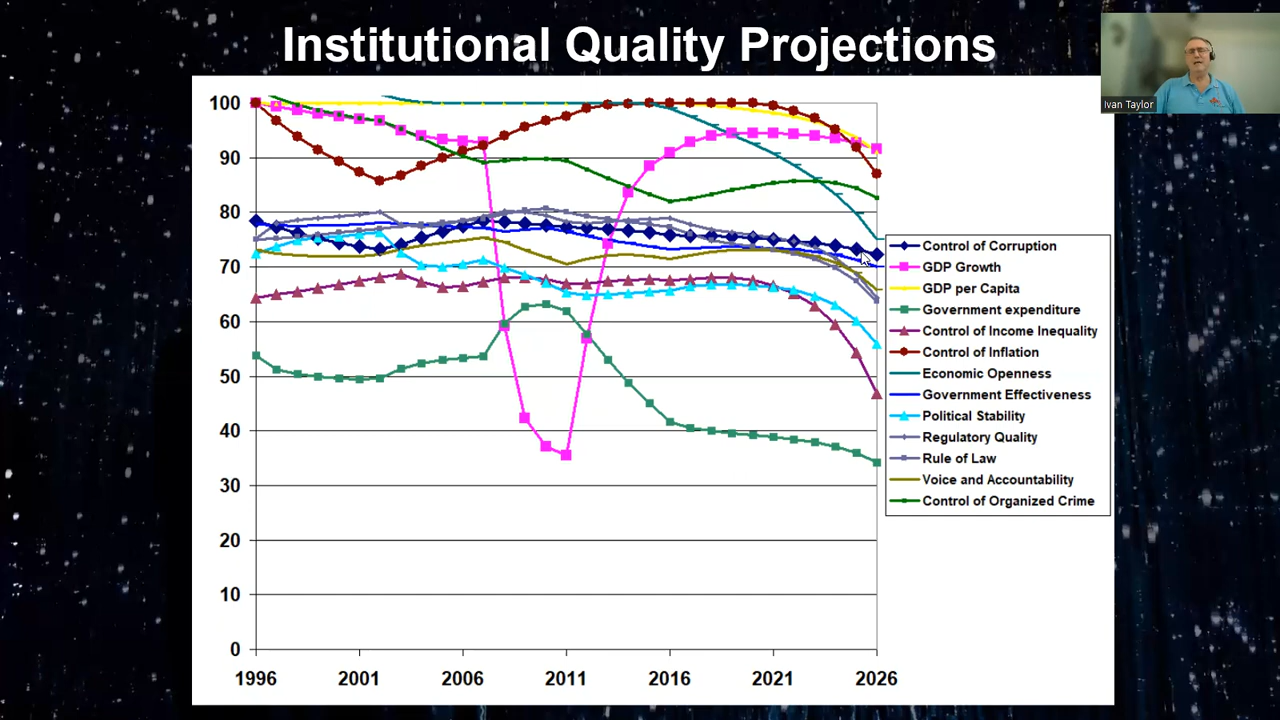 Institutional Quality Projections
Ivan Taylor
100
90
80
70
60
50
40
30
20
10
0
1996 2001 2006 2011 2016 2021 2026
Control of Corruption
GDP Growth
GDP per Capita
Government expenditure
Control of Income Inequality
Control of Inflation
Economic Openness
Government Effectiveness
Political Stability
Regulatory Quality
Rule of Law
Voice and Accountability
Control of Organized Crime